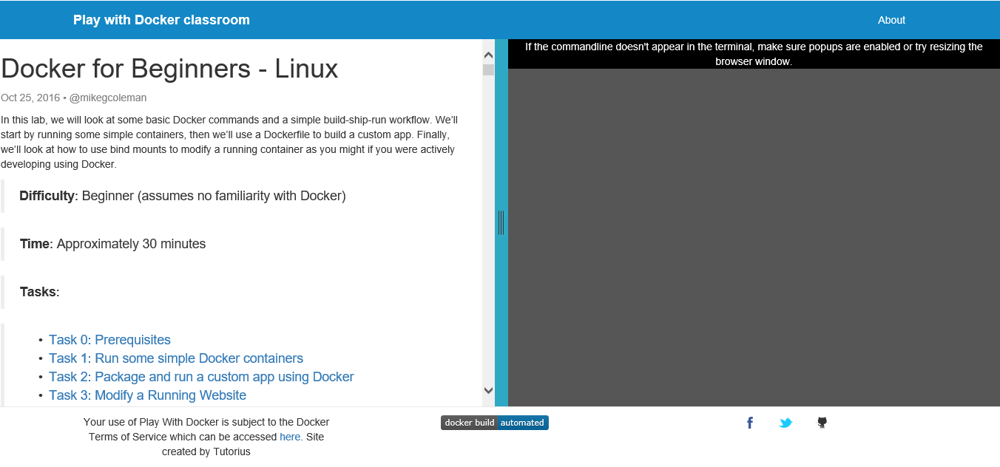 Play with Docker classroom
About
Docker for Beginners - Linux
Oct 25, 2016 • @mikegcoleman
In this lab, we will look at some basic Docker commands and a simple build-ship-run workflow. We’ll
start by running some simple containers, then we’ll use a Dockerfile to build a custom app. Finally,
we’ll look at how to use bind mounts to modify a running container as you might if you were actively
developing using Docker.
Difficulty: Beginner (assumes no familiarity with Docker)
Time: Approximately 30 minutes
Tasks:
• Task 0: Prerequisites
• Task 1: Run some simple Docker containers
• Task 2: Package and run a custom app using Docker
• Task 3: Modify a Running Website
If the commandline doesn't appear in the terminal, make sure popups are enabled or try resizing the
browser window.
Your use of Play With Docker is subject to the Docker
Terms of Service which can be accessed here. Site
created by Tutorius
docker build automated